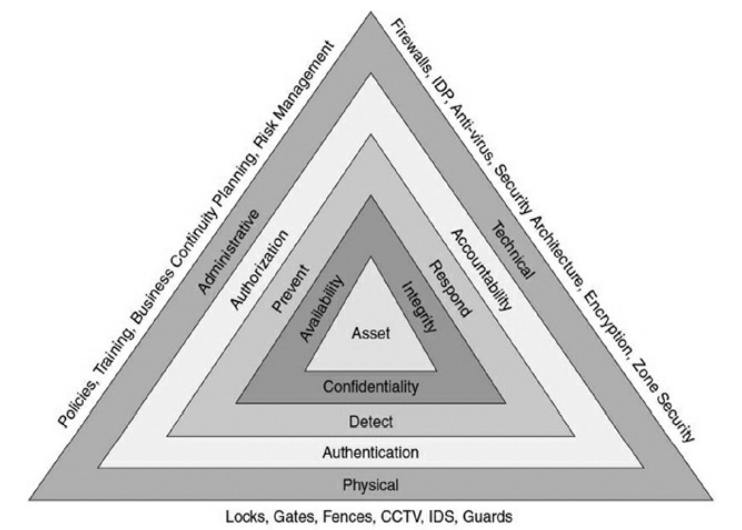 Policies, Training, Business Continuity Planning, Risk Management
Firewalls, IDP, Anti-virus, Security Architecture, Encryption, Zone Security
Administrative
Technical
Authorization
Accountability
Prevent
Respond
Availability
Integrity
Asset
Confidentiality
Detect
Authentication
Physical
Locks, Gates, Fences, CCTV, IDS, Guards